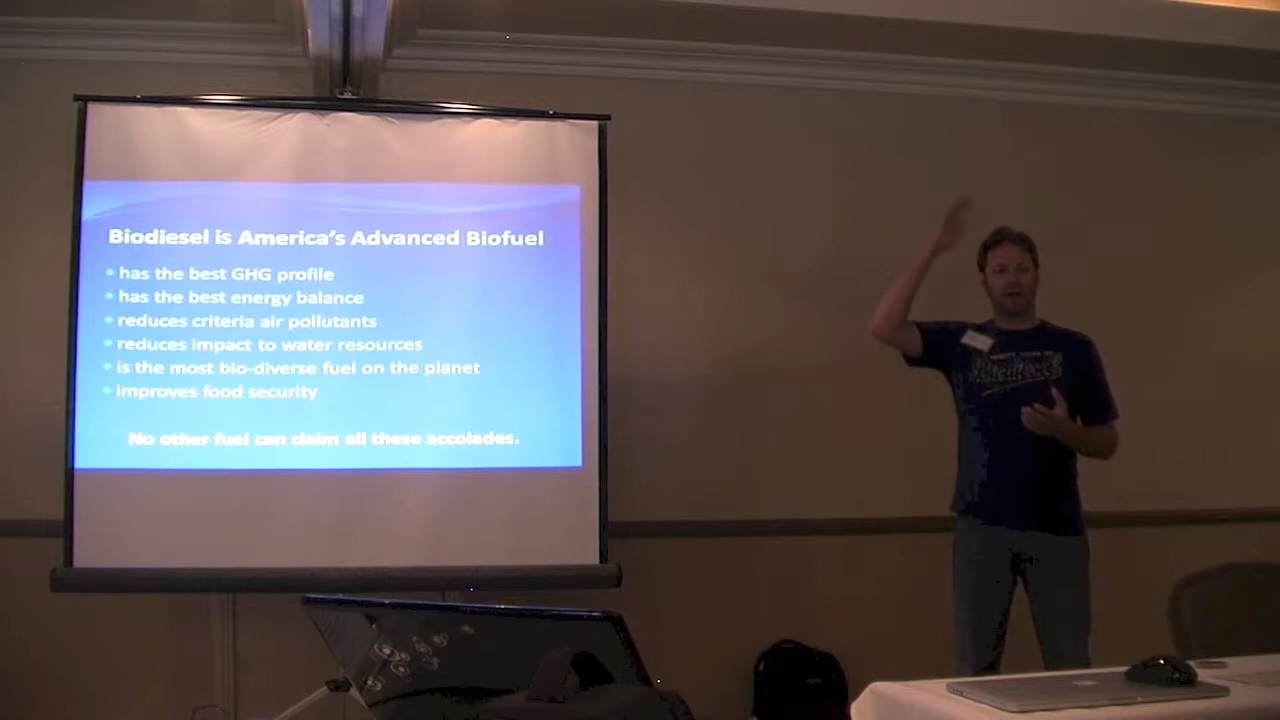 Biodiesel is America's Advanced Biofuel
• has the best GHG profile
• has the best energy balance
• reduces criteria air pollutants
• reduces impact to water resources
• is the most bio-diverse fuel on the planet
• improves food security
No other fuel can claim all these accolades.